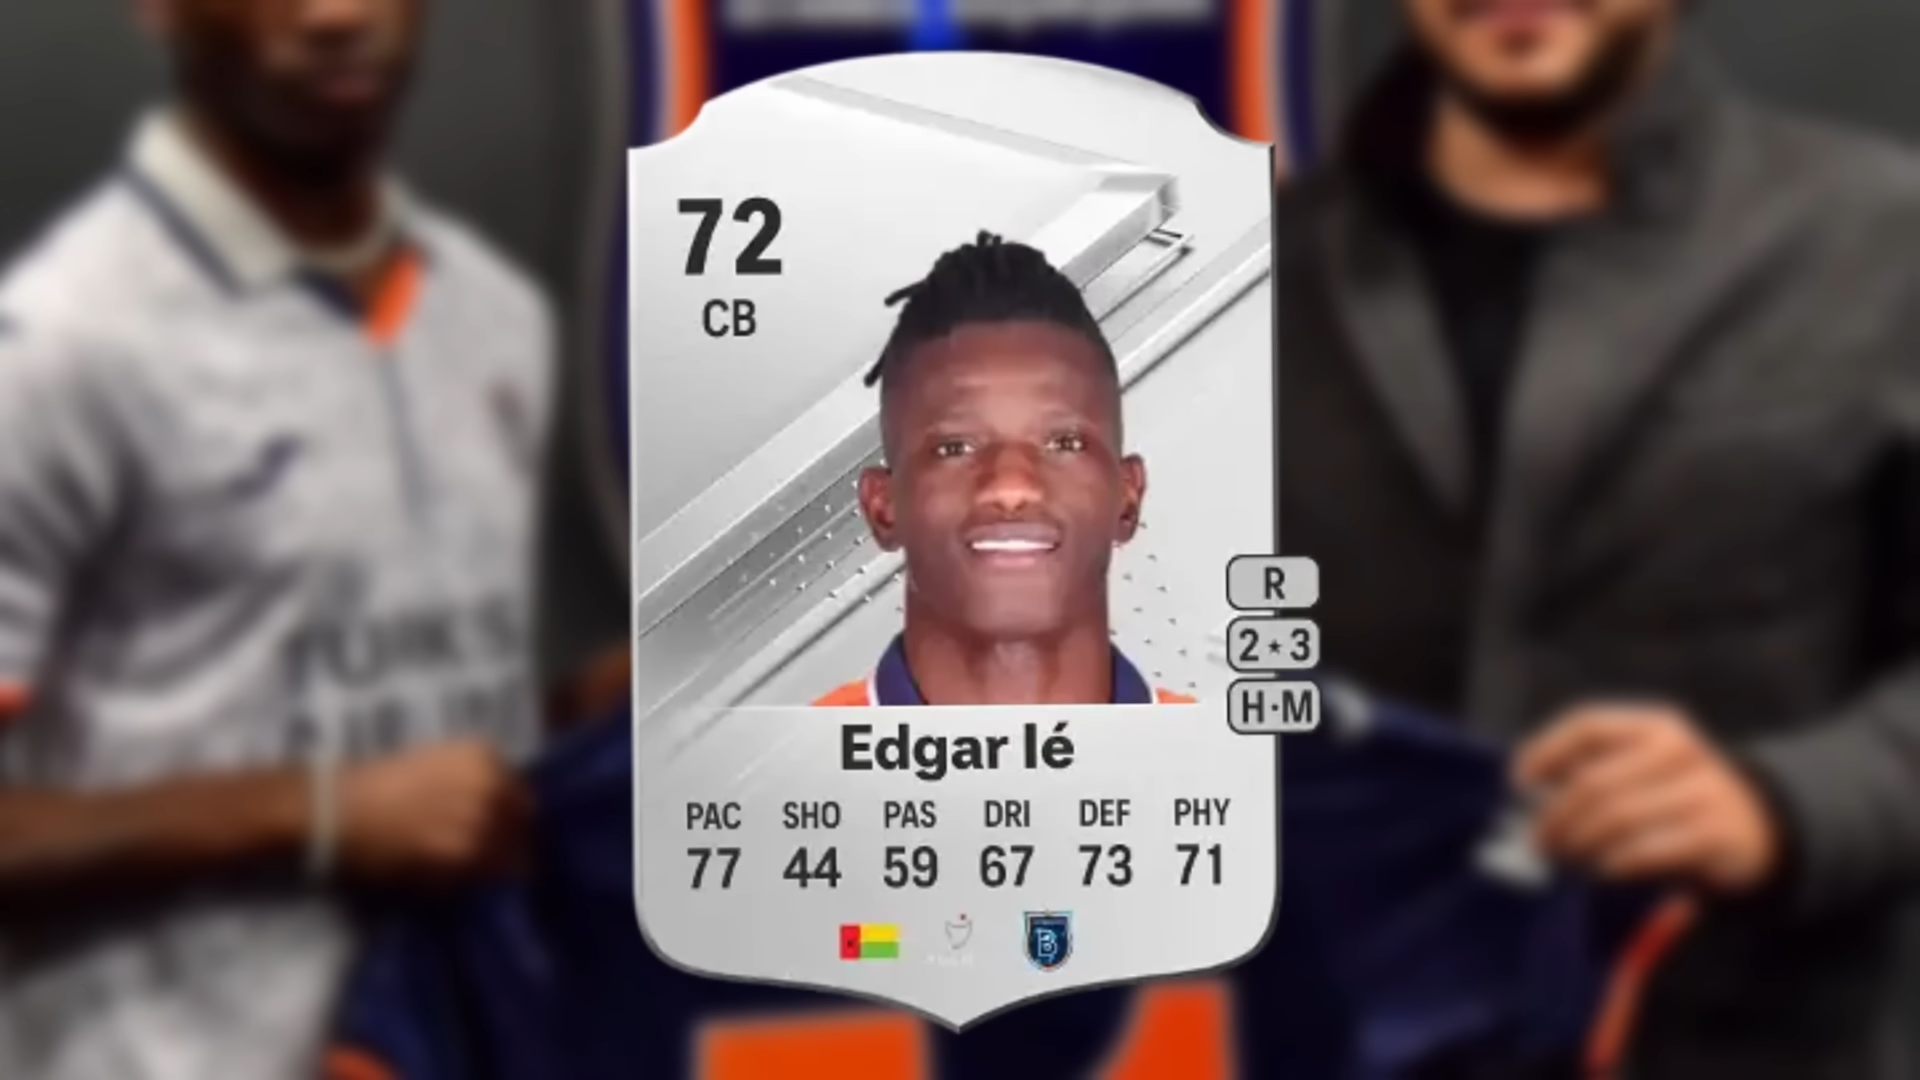 72
CB
R
2★3
H·M
Edgar Ié
PAC SHO PAS DRI DEF PHY
77 44 59 67 73 71